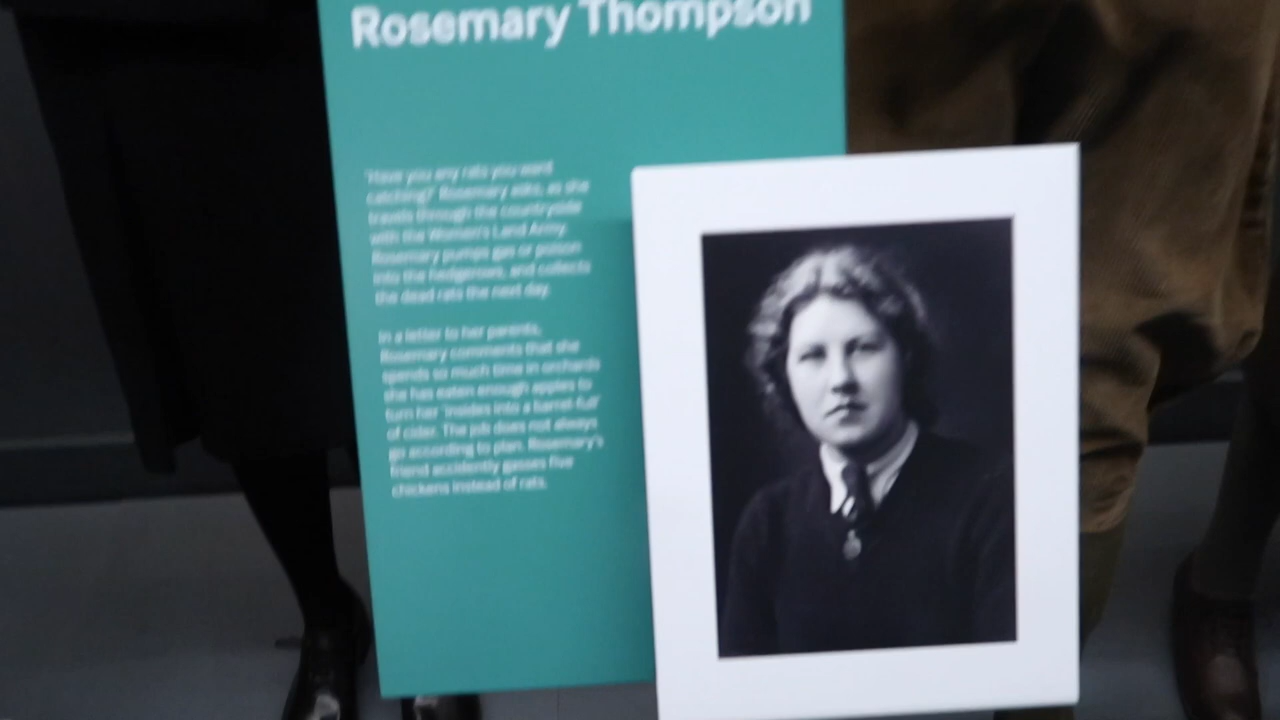 Rosemary Thompson
'Have you any rats you want
catching?' Rosemary asks, as she
travels through the countryside
with the Women's Land Army.
Rosemary pumps gas or poison
into the hedgerows, and collects
the dead rats the next day.
In a letter to her parents,
Rosemary comments that she
spends so much time in orchards
she has eaten enough apples to
turn her 'insides into a barrel full'
of cider. The job does not always
go according to plan. Rosemary's
friend accidently gasses five
chickens instead of rats.